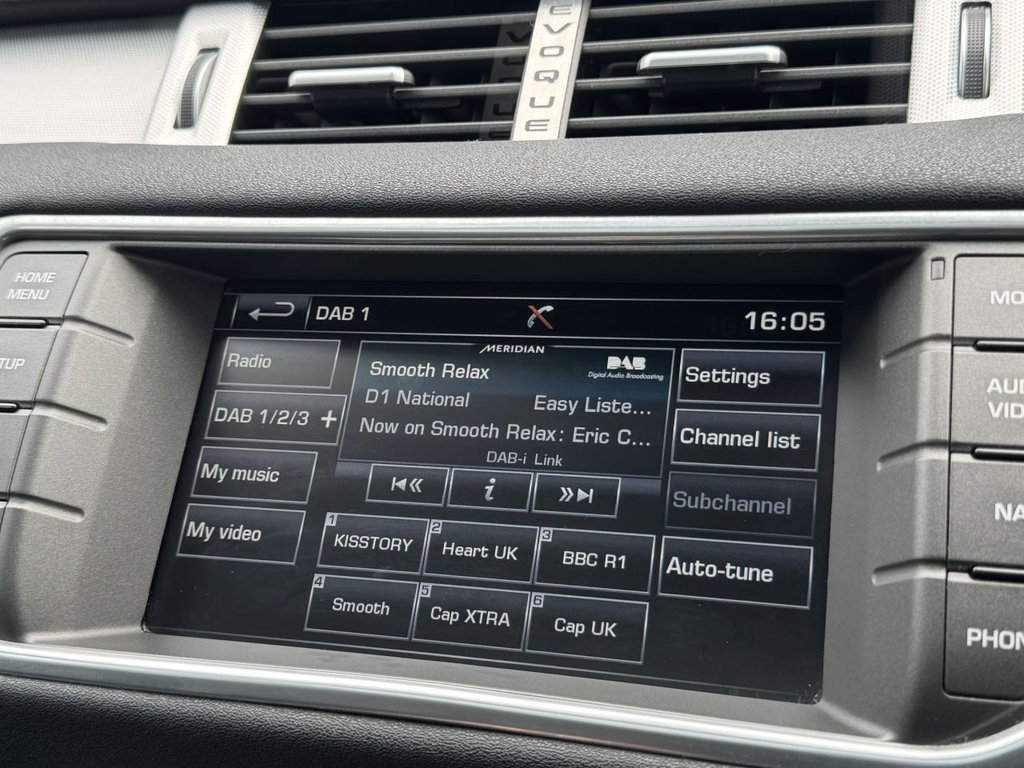 EVOQUE
HOME
MENU
DAB 1
16:05
MERIDIAN
Radio
Smooth Relax
DAB
Digital Audio Broadcasting
Settings
D1 National
Easy Liste...
DAB 1/2/3 +
Now on Smooth Relax: Eric C...
Channel list
DAB-i Link
My music
i
Subchannel
My video
1
KISSTORY
2
Heart UK
3
BBC R1
Auto-tune
4
Smooth
5
Cap XTRA
6
Cap UK
TUP
MO
AUD
VID
NA
PHON